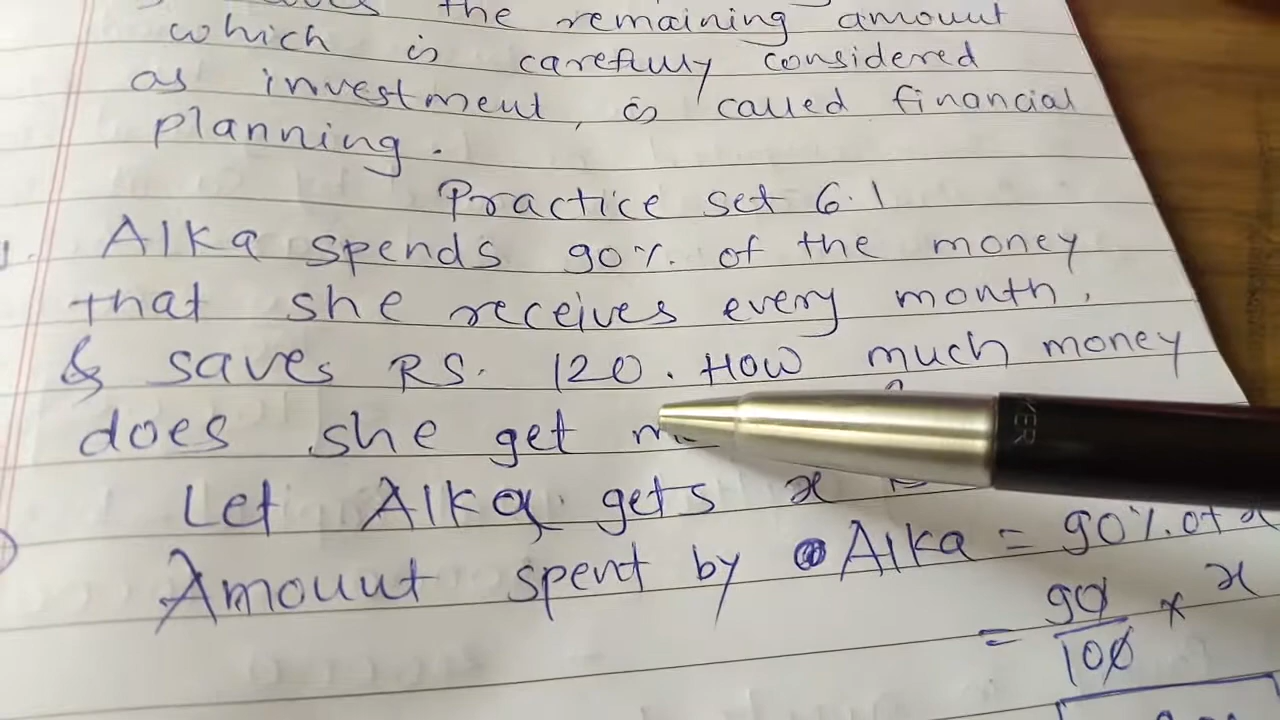 the remaining amount
which is carefully considered
as investment, is called financial
planning.
Practice set 6.1
1. Alka spends 90% of the money
that she receives every month,
& saves RS. 120. How much money
does she get
Let Alka gets x
Amount spent by Alka = 90% of x
= 90/100 × x